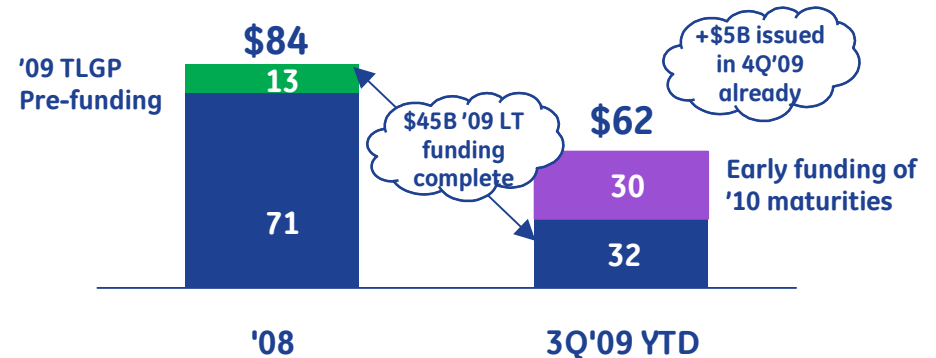 $84
'09 TLGP
Pre-funding
13
71
$45B '09 LT
funding
complete
+$5B issued
in 4Q'09
already
$62
30
32
Early funding of
'10 maturities
'08
3Q'09 YTD